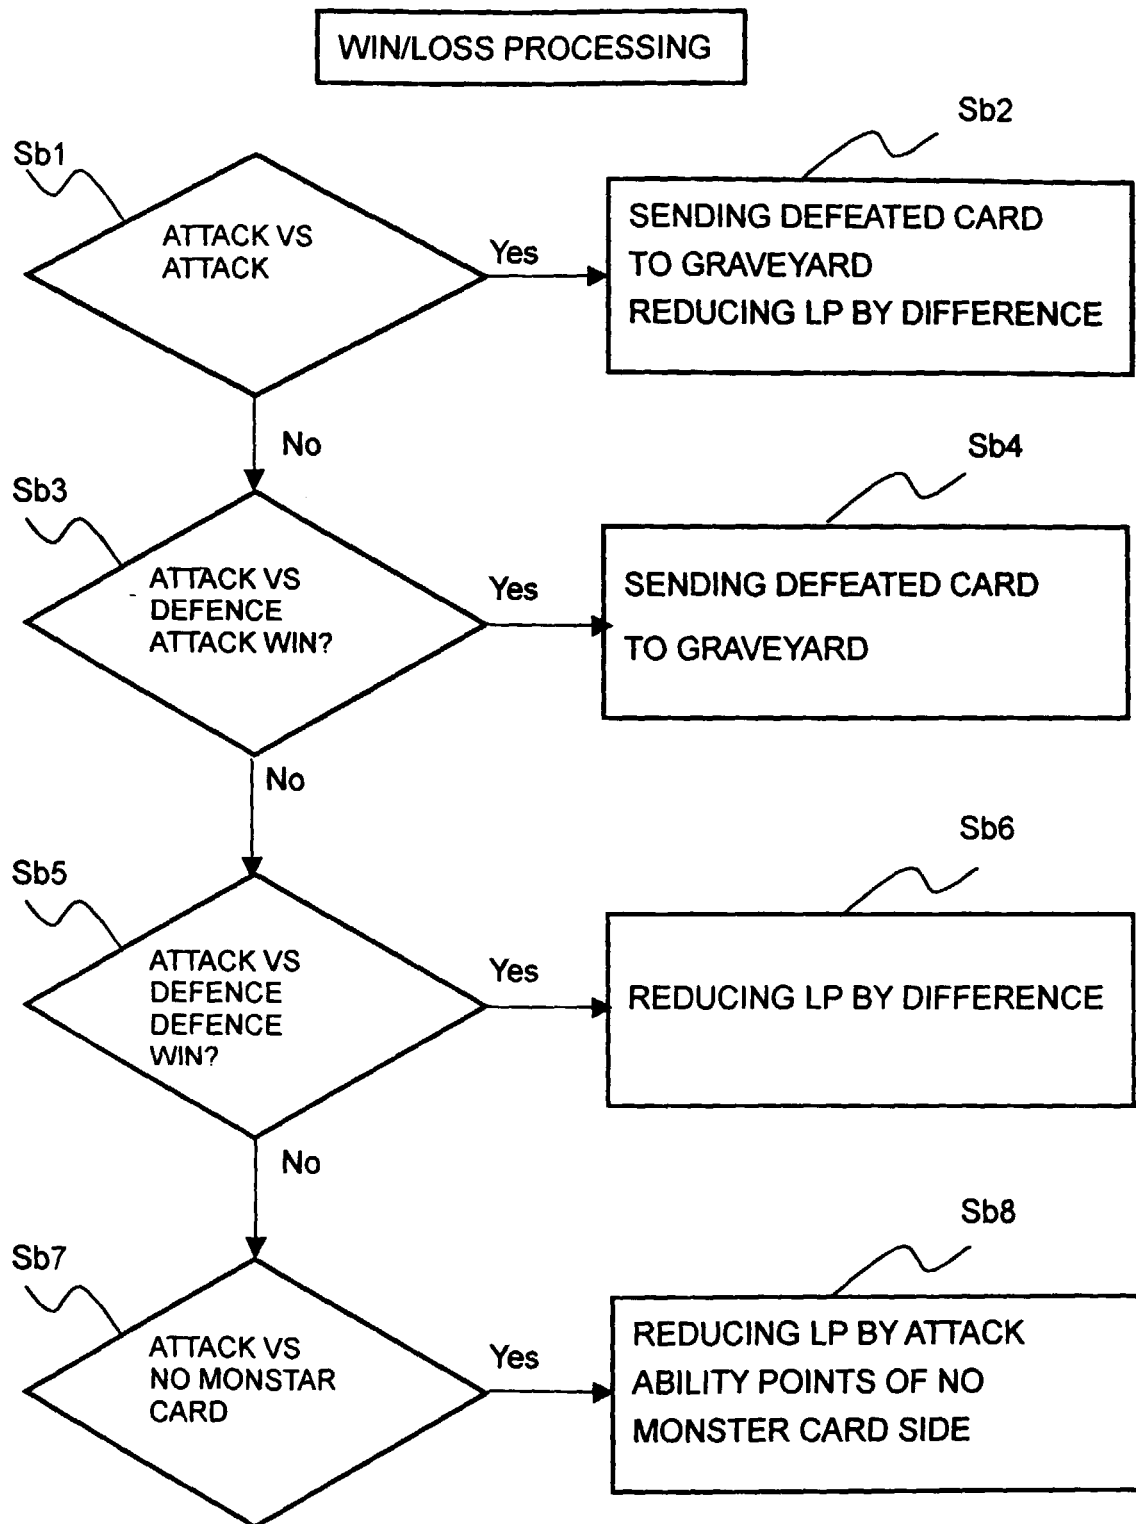 WIN/LOSS PROCESSING
Sb1
ATTACK VS
ATTACK
Yes
Sb2
SENDING DEFEATED CARD
TO GRAVEYARD
REDUCING LP BY DIFFERENCE
No
Sb3
ATTACK VS
DEFENCE
ATTACK WIN?
Yes
Sb4
SENDING DEFEATED CARD
TO GRAVEYARD
No
Sb5
ATTACK VS
DEFENCE
DEFENCE
WIN?
Yes
Sb6
REDUCING LP BY DIFFERENCE
No
Sb7
ATTACK VS
NO MONSTAR
CARD
Yes
Sb8
REDUCING LP BY ATTACK
ABILITY POINTS OF NO
MONSTER CARD SIDE